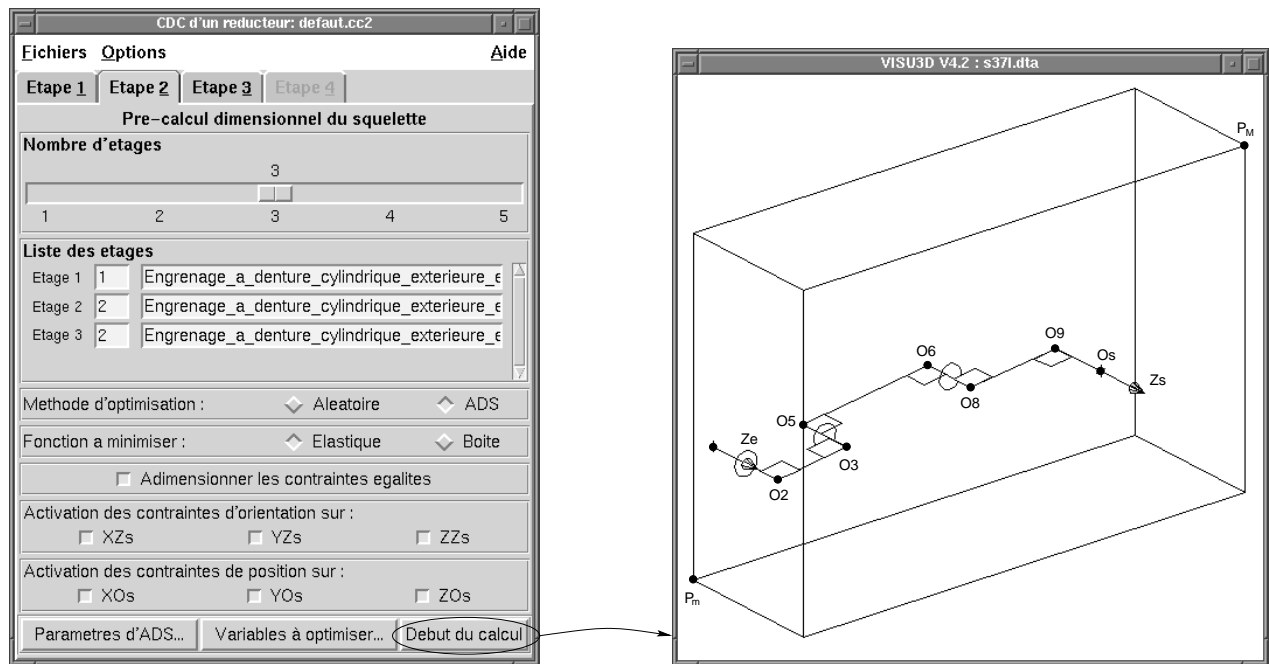 CDC d'un reducteur: defaut.cc2
Fichiers Options Aide
Etape 1 Etape 2 Etape 3 Etape 4
Pre-calcul dimensionnel du squelette
Nombre d'etages
3
1 2 3 4 5
Liste des etages
Etage 1 1 Engrenage_a_denture_cylindrique_exterieure_e
Etage 2 2 Engrenage_a_denture_cylindrique_exterieure_e
Etage 3 2 Engrenage_a_denture_cylindrique_exterieure_e
Methode d'optimisation : Aleatoire ADS
Fonction a minimiser : Elastique Boite
Adimensionner les contraintes egalites
Activation des contraintes d'orientation sur :
XZs YZs ZZs
Activation des contraintes de position sur :
XOs YOs ZOs
Parametres d'ADS... Variables à optimiser... Debut du calcul
VISU3D V4.2 : s37l.dta
PM
O9
Os
O6
Zs
O8
O5
Ze
O3
O2
Pm